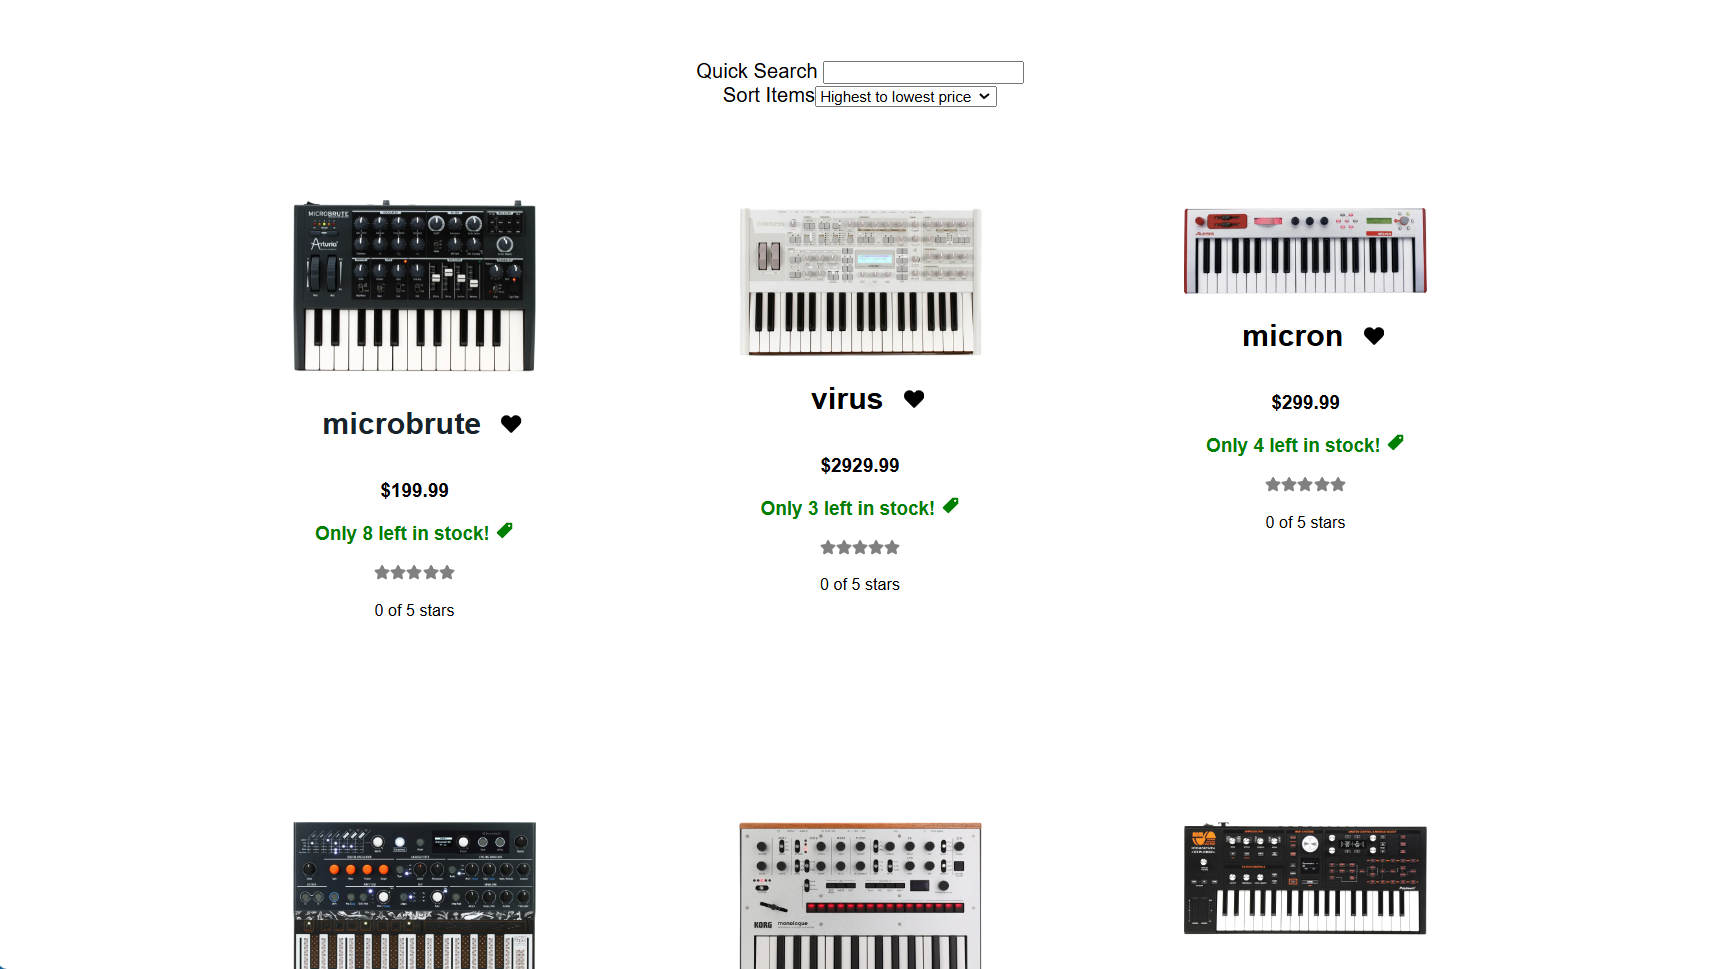 Quick Search
Sort Items Highest to lowest price
MICROBRUTE
Arturia
microbrute
$199.99
Only 8 left in stock!
0 of 5 stars
virus
$2929.99
Only 3 left in stock!
0 of 5 stars
ALESIS
micron
micron
$299.99
Only 4 left in stock!
0 of 5 stars
KORG
monologue